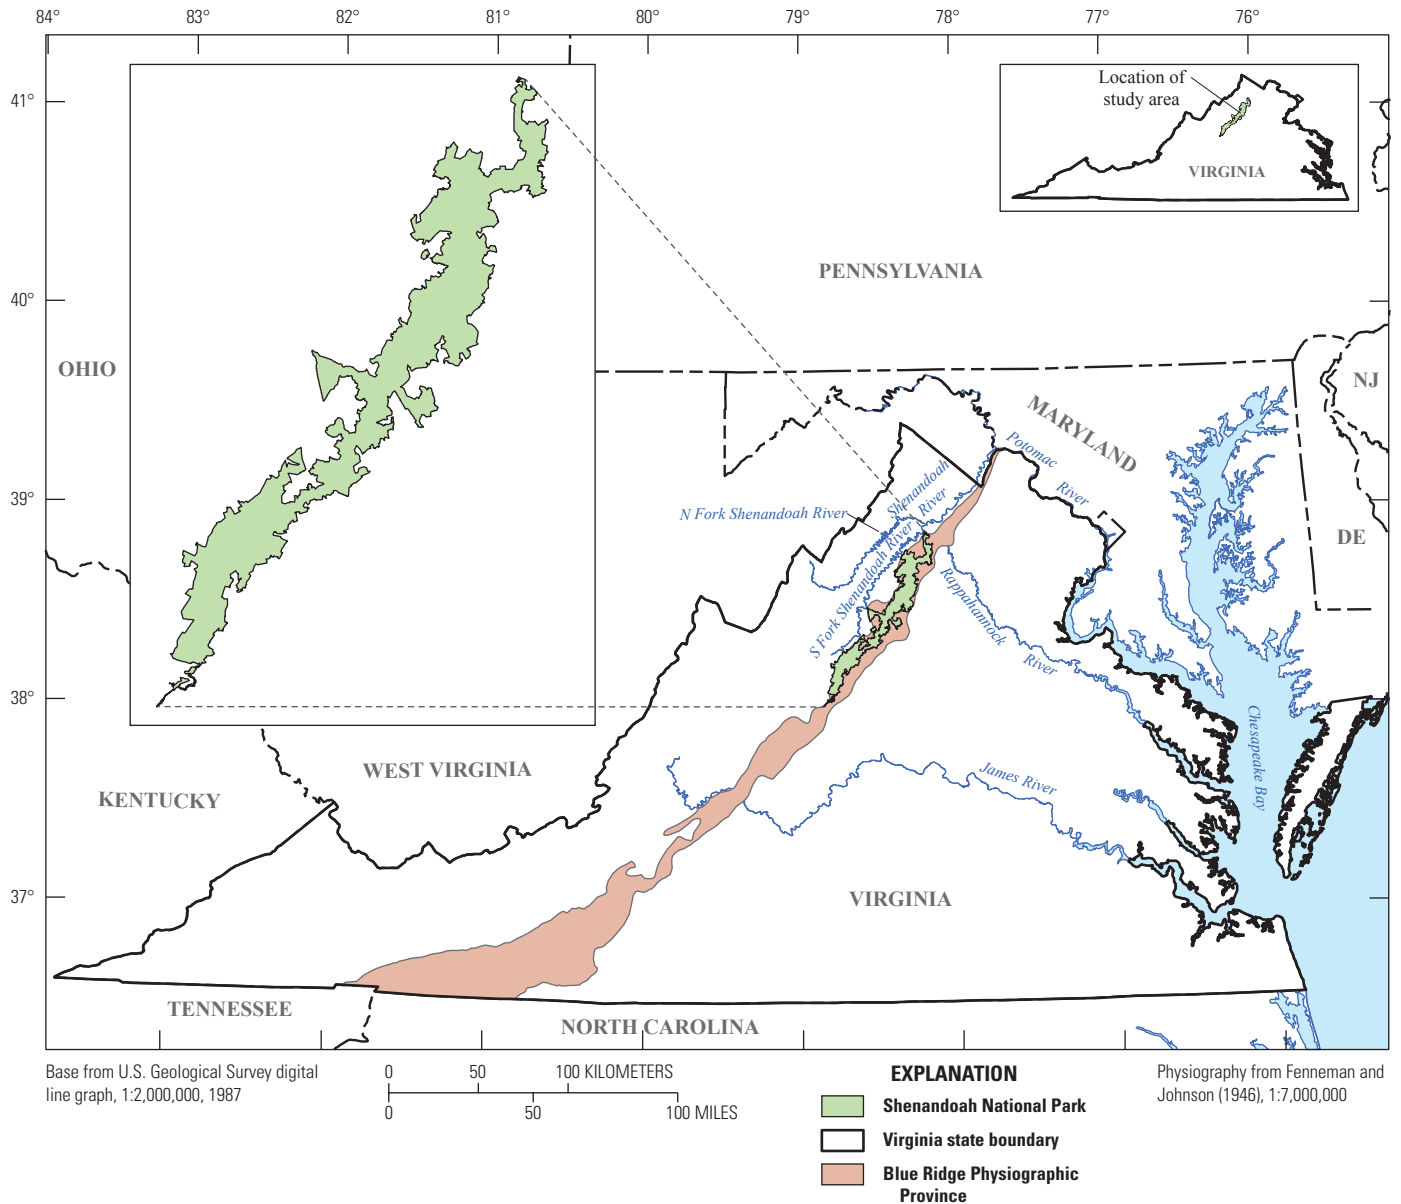 84°
83°
82°
81°
80°
79°
78°
77°
76°
41°
40°
39°
38°
37°
Location of
study area
VIRGINIA
PENNSYLVANIA
OHIO
NJ
MARYLAND
DE
Potomac
River
Shenandoah
River
N Fork Shenandoah River
S Fork Shenandoah River
Rappahannock
River
Chesapeake Bay
James River
WEST VIRGINIA
KENTUCKY
VIRGINIA
TENNESSEE
NORTH CAROLINA
Base from U.S. Geological Survey digital
line graph, 1:2,000,000, 1987
0 50 100 KILOMETERS
0 50 100 MILES
EXPLANATION
Shenandoah National Park
Virginia state boundary
Blue Ridge Physiographic
Province
Physiography from Fenneman and
Johnson (1946), 1:7,000,000